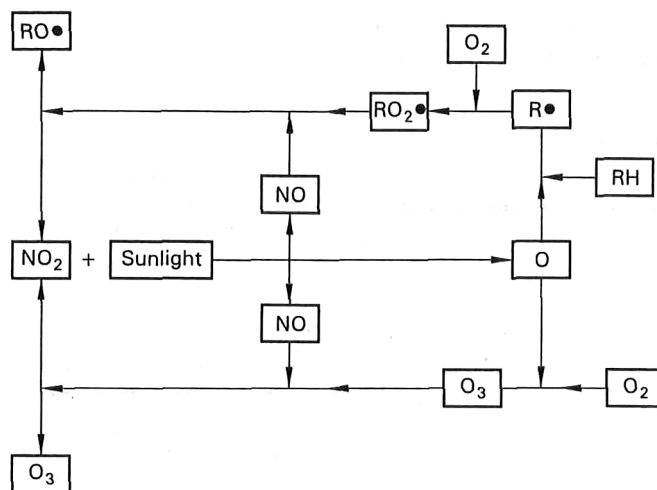 RO●
O₂
RO₂●
R●
NO
RH
NO₂ + Sunlight
O
NO
O₃
O₂
O₃